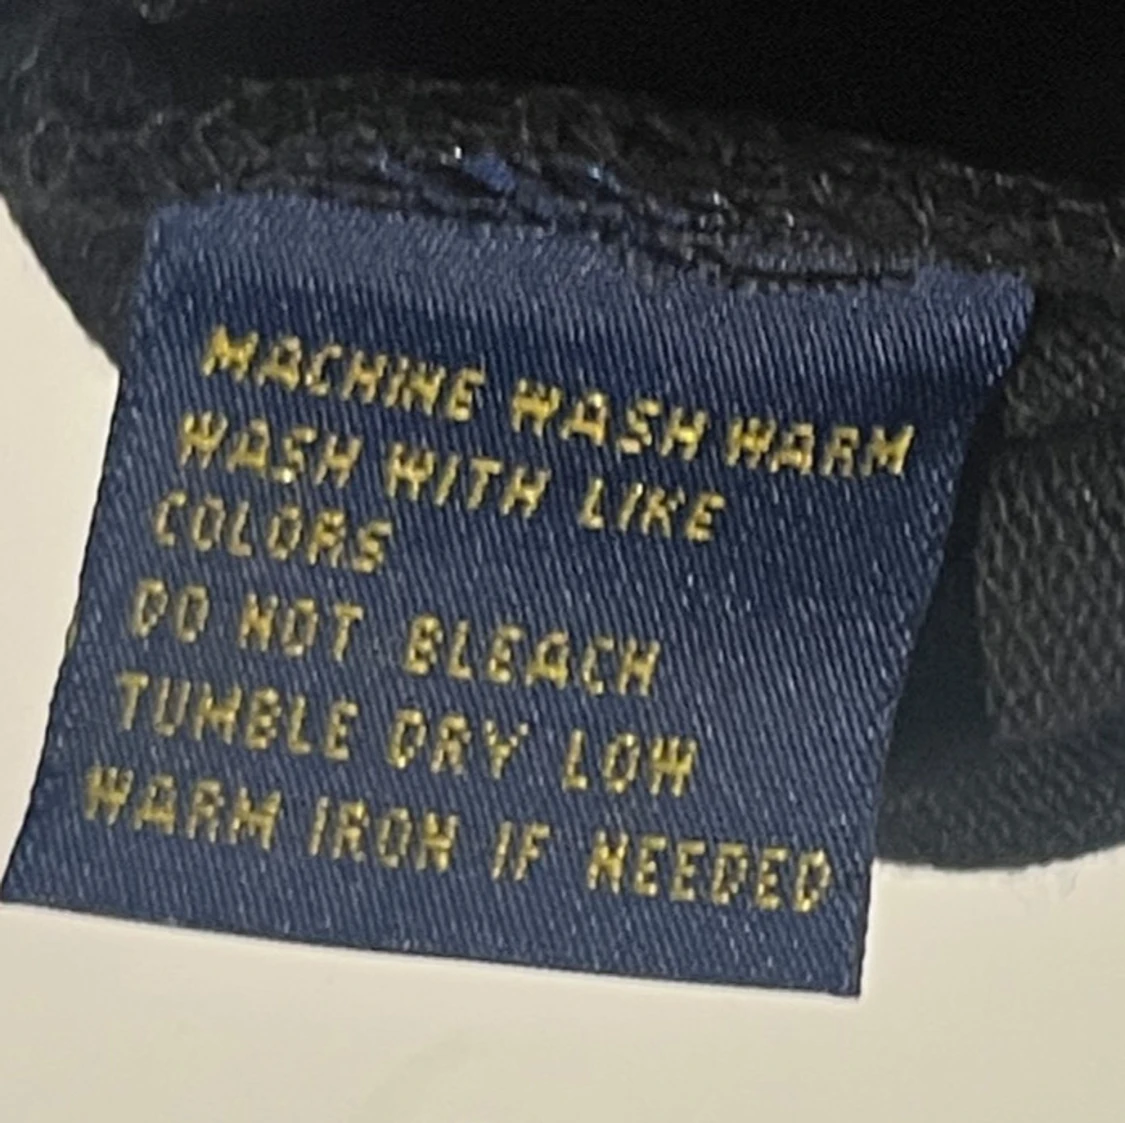 MACHINE WASH WARM
WASH WITH LIKE
COLORS
DO NOT BLEACH
TUMBLE DRY LOW
WARM IRON IF NEEDED